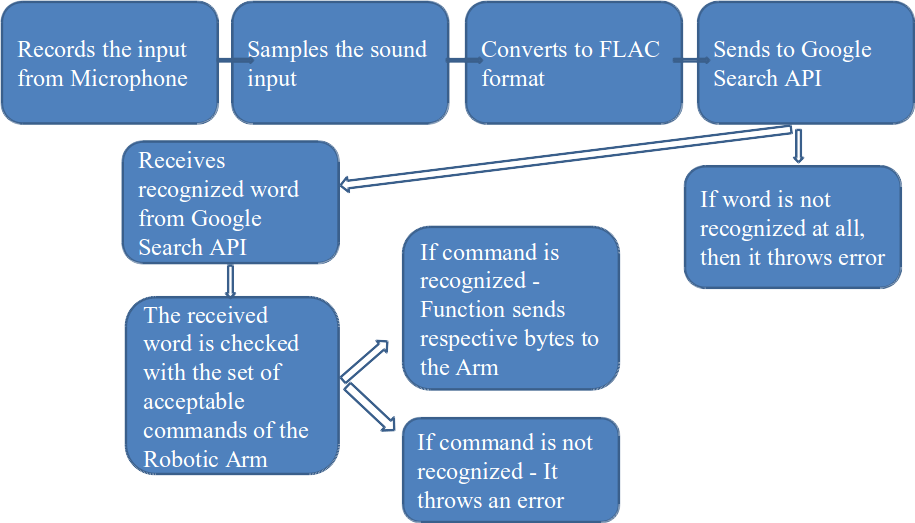 Records the input
from Microphone
Samples the sound
input
Converts to FLAC
format
Sends to Google
Search API
Receives
recognized word
from Google
Search API
If word is not
recognized at all,
then it throws error
If command is
recognized -
Function sends
respective bytes to
the Arm
The received
word is checked
with the set of
acceptable
commands of the
Robotic Arm
If command is not
recognized - It
throws an error